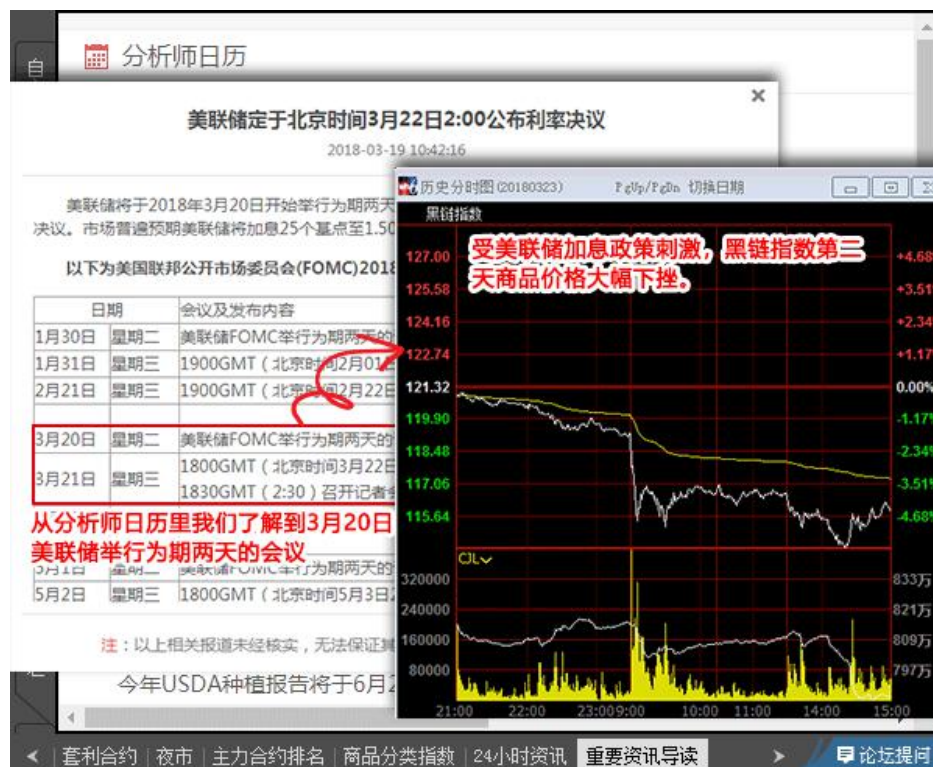 自
分析师日历
美联储定于北京时间3月22日2:00公布利率决议
2018-03-19 10:42:16
美联储将于2018年3月20日开始举行为期两天
决议。市场普遍预期美联储将加息25个基点至1.50
以下为美国联邦公开市场委员会(FOMC)2018
日期 会议及发布内容
1月30日 星期二 美联储FOMC举行为期两天的
1月31日 星期三 1900GMT（北京时间2月01日
2月21日 星期三 1900GMT（北京时间2月22日
3月20日 星期二 美联储FOMC举行为期两天的
3月21日 星期三 1800GMT（北京时间3月22日
1830GMT（2:30）召开记者会
从分析师日历里我们了解到3月20日
美联储举行为期两天的会议
5月1日 星期二 美联储FOMC举行为期两天的
5月2日 星期三 1800GMT（北京时间5月3日2
注：以上相关报道未经核实，无法保证其
今年USDA种植报告将于6月2
历史分时图(20180323) PgUp/PgDn 切换日期
黑链指数
受美联储加息政策刺激，黑链指数第二
天商品价格大幅下挫。
127.00 +4.68
125.58 +3.51
124.16 +2.34
122.74 +1.17
121.32 0.00%
119.90 -1.17%
118.48 -2.34%
117.06 -3.51%
115.64 -4.68%
CJL
320000 833万
240000 821万
160000 809万
80000 797万
21:00 22:00 23:00 9:00 10:00 11:00 14:00 15:00
套利合约 夜市 主力合约排名 商品分类指数 24小时资讯 重要资讯导读 论坛提问